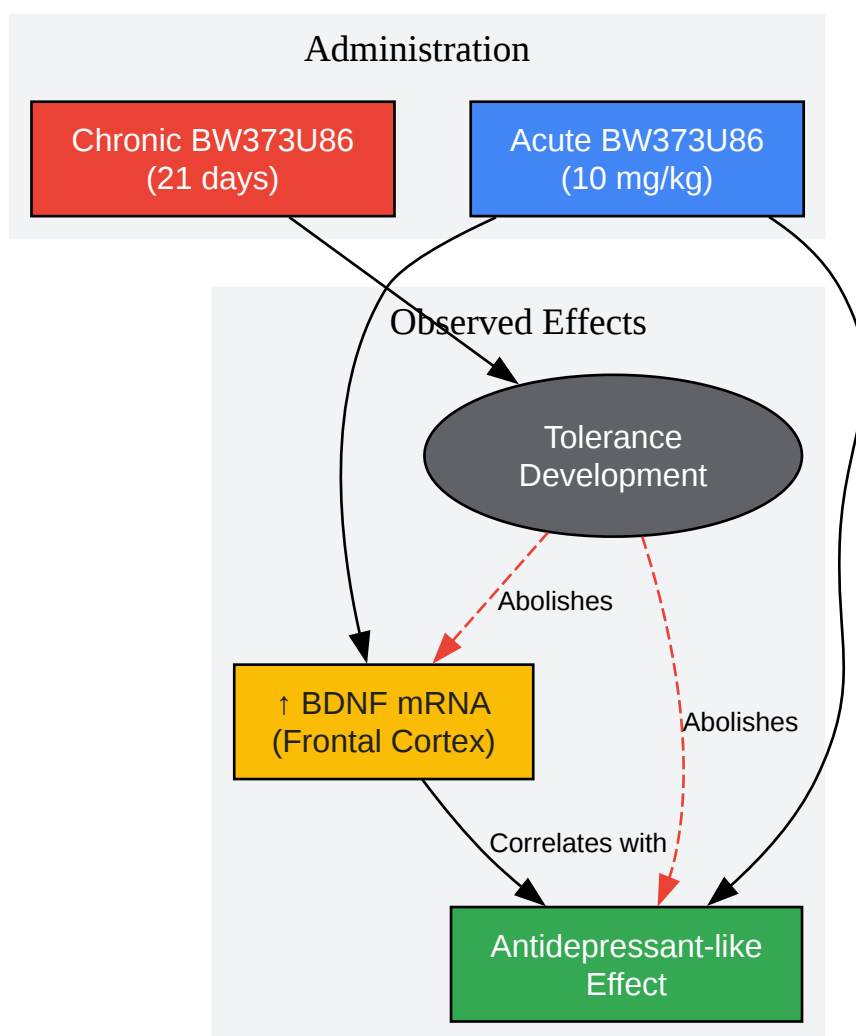 Administration
Chronic BW373U86
(21 days)
Acute BW373U86
(10 mg/kg)
Observed Effects
Tolerance
Development
Abolishes
↑ BDNF mRNA
(Frontal Cortex)
Abolishes
Correlates with
Antidepressant-like
Effect